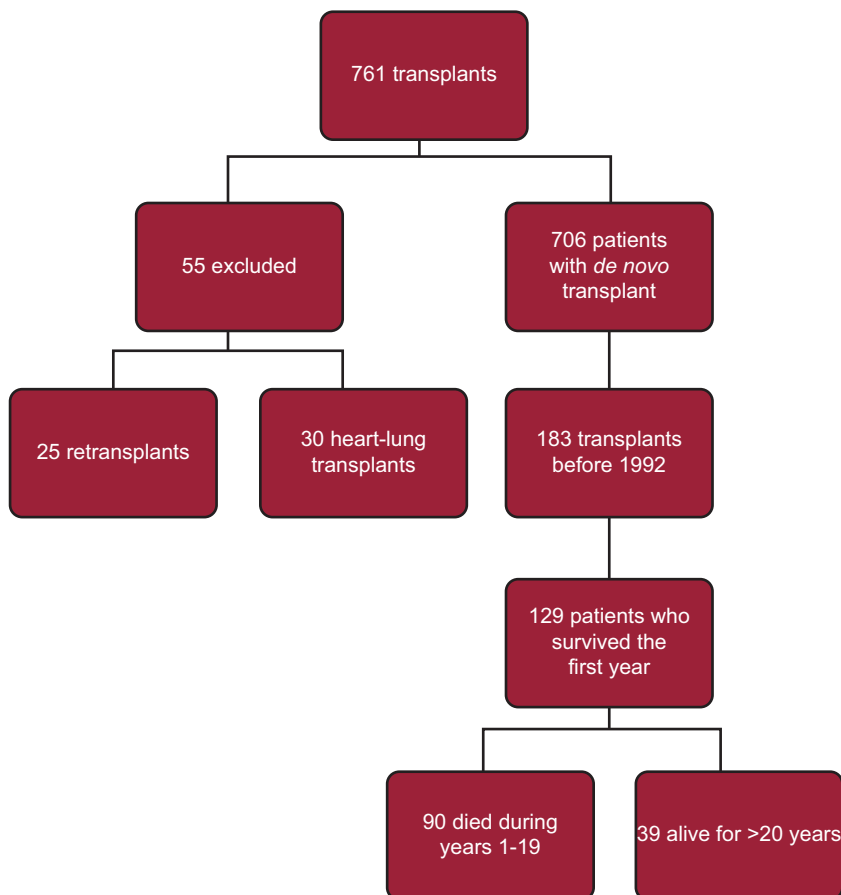 761 transplants
55 excluded
706 patients
with de novo
transplant
25 retransplants
30 heart-lung
transplants
183 transplants
before 1992
129 patients who
survived the
first year
90 died during
years 1-19
39 alive for >20 years